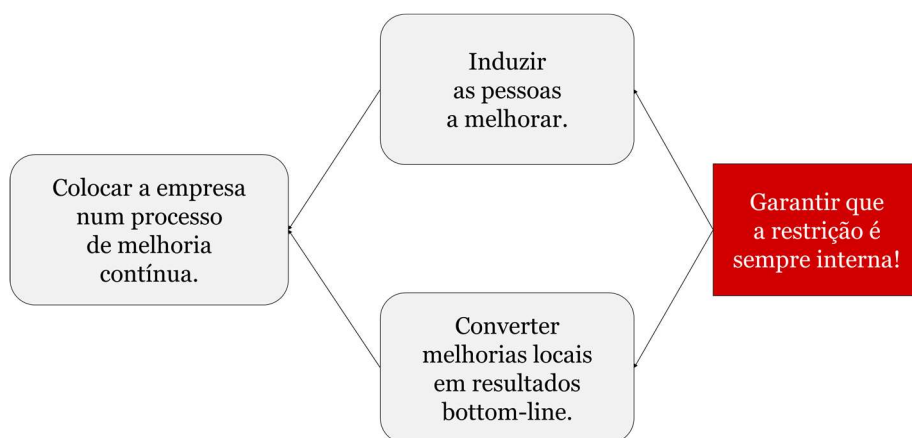 Induzir
as pessoas
a melhorar.
Colocar a empresa
num processo
de melhoria
contínua.
Garantir que
a restrição é
sempre interna!
Converter
melhorias locais
em resultados
bottom-line.